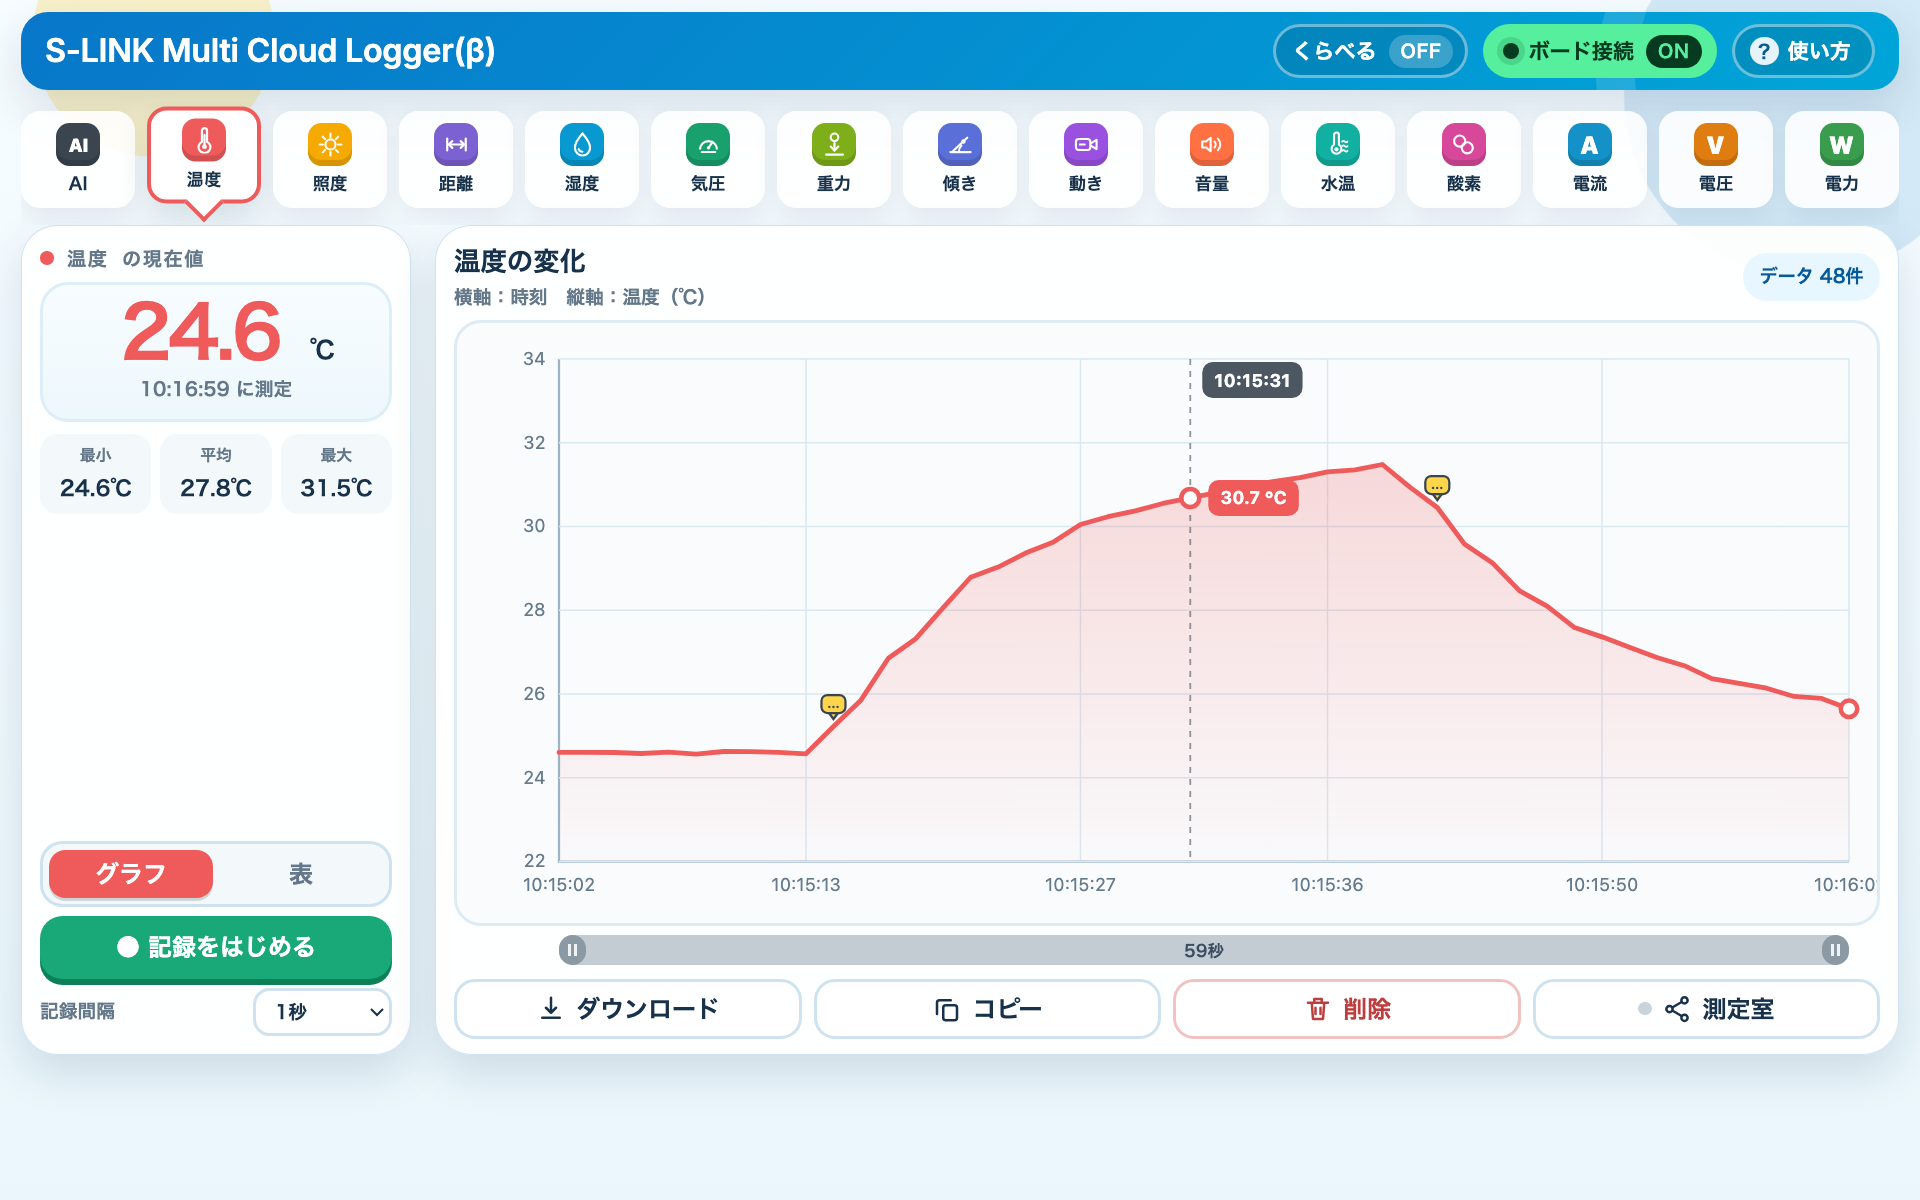 S-LINK Multi Cloud Logger(β)
くらべる OFF
ボード接続 ON
? 使い方
AI
AI
温度
照度
距離
湿度
気圧
重力
傾き
動き
音量
水温
酸素
A
電流
V
電圧
W
電力
温度 の現在値
24.6 ℃
10:16:59 に測定
最小
24.6℃
平均
27.8℃
最大
31.5℃
グラフ
表
記録をはじめる
記録間隔
1秒
温度の変化
横軸：時刻　縦軸：温度（℃）
データ 48件
34
32
30
28
26
24
22
10:15:31
30.7 °C
...
...
10:15:02
10:15:13
10:15:27
10:15:36
10:15:50
10:16:0
59秒
ダウンロード
コピー
削除
測定室